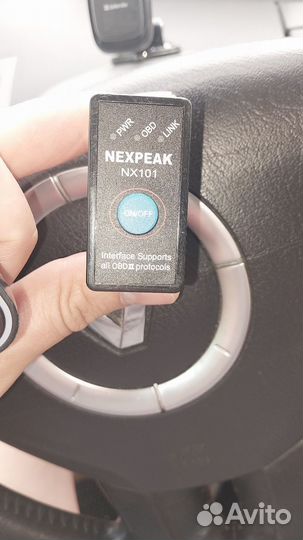 PWR
OBD
LINK
NEXPEAK
NX101
ON/OFF
Interface Supports
all OBDII protocols
Avito